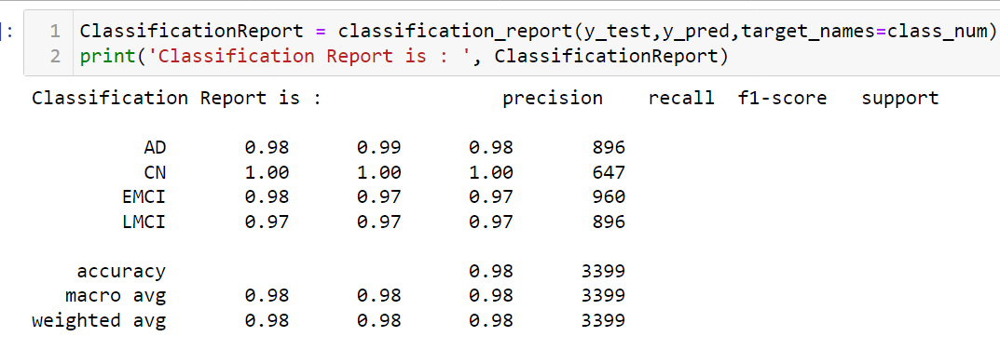 ]:
1 ClassificationReport = classification_report(y_test,y_pred,target_names=class_num)
2 print('Classification Report is : ', ClassificationReport)
Classification Report is : precision recall f1-score support
AD 0.98 0.99 0.98 896
CN 1.00 1.00 1.00 647
EMCI 0.98 0.97 0.97 960
LMCI 0.97 0.97 0.97 896
accuracy 0.98 3399
macro avg 0.98 0.98 0.98 3399
weighted avg 0.98 0.98 0.98 3399